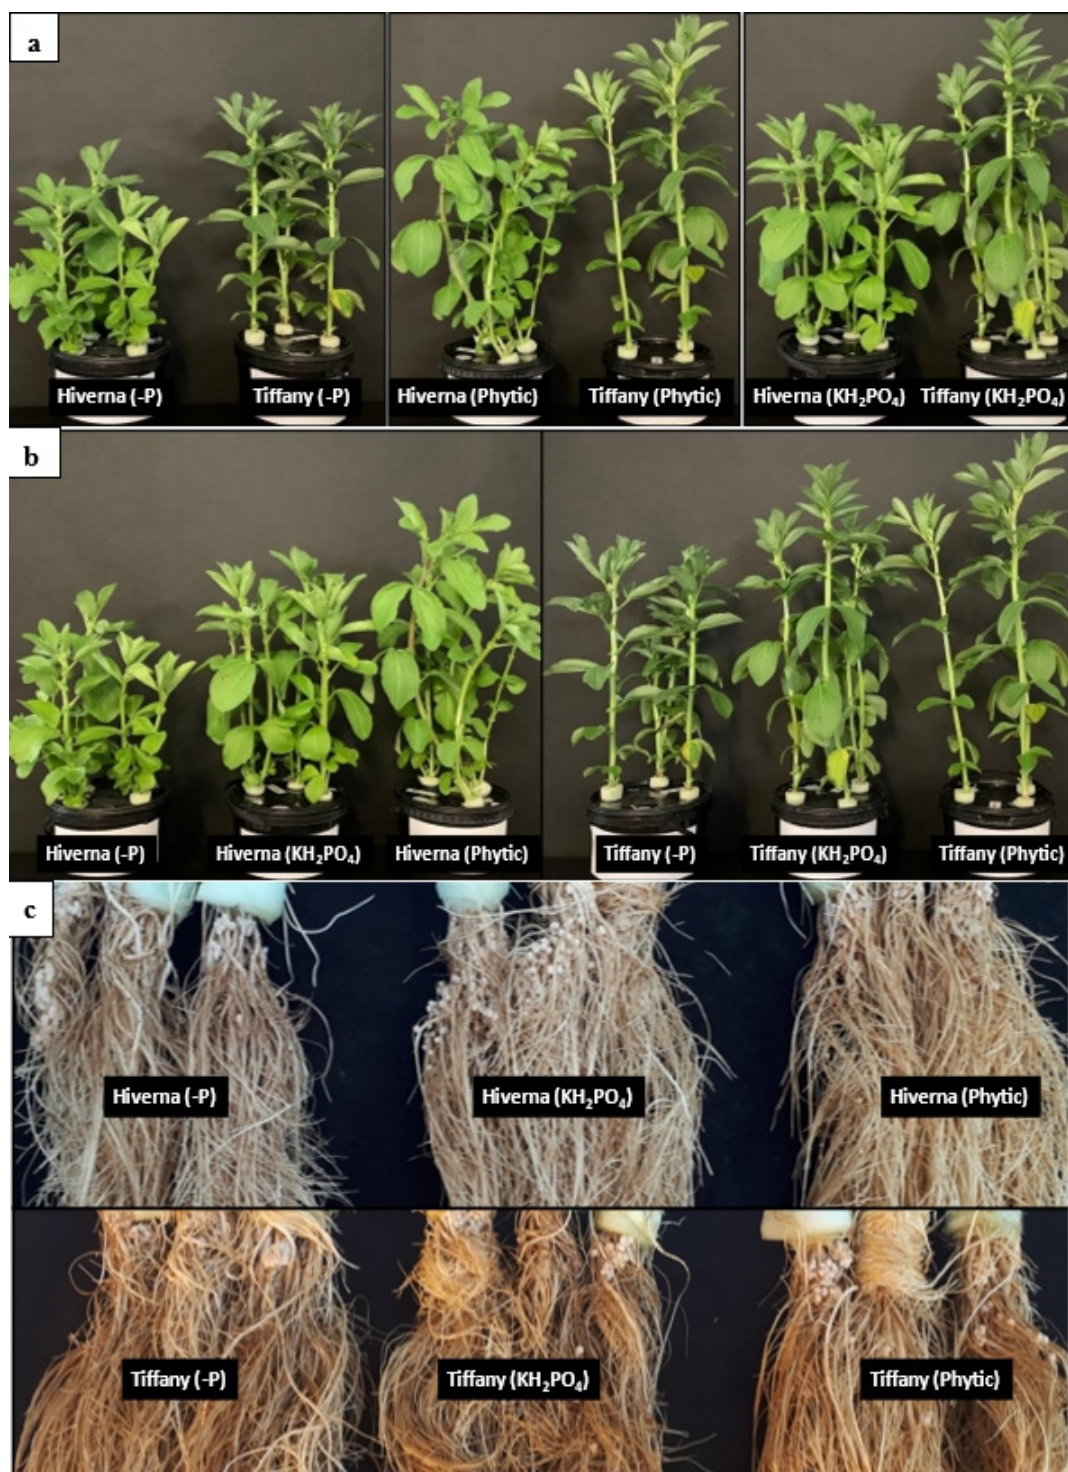 a
Hiverna (-P)
Tiffany (-P)
Hiverna (Phytic)
Tiffany (Phytic)
Hiverna (KH₂PO₄)
Tiffany (KH₂PO₄)
b
Hiverna (-P)
Hiverna (KH₂PO₄)
Hiverna (Phytic)
Tiffany (-P)
Tiffany (KH₂PO₄)
Tiffany (Phytic)
c
Hiverna (-P)
Hiverna (KH₂PO₄)
Hiverna (Phytic)
Tiffany (-P)
Tiffany (KH₂PO₄)
Tiffany (Phytic)